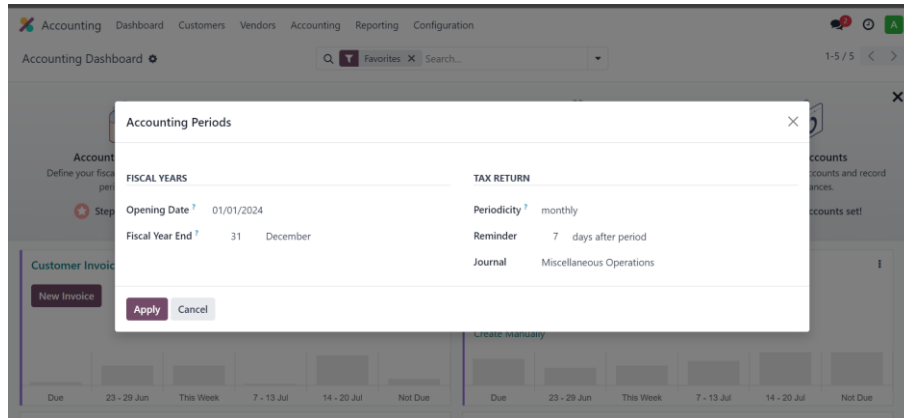 Accounting Dashboard Customers Vendors Accounting Reporting Configuration
A
Accounting Dashboard
Favorites
Search...
1-5 / 5
Accounting Periods
FISCAL YEARS
Opening Date ? 01/01/2024
Fiscal Year End ? 31 December
TAX RETURN
Periodicity ? monthly
Reminder 7 days after period
Journal Miscellaneous Operations
Apply Cancel
Account
Define your fisca
peri
Step
ccounts
ccounts and record
ances.
ccounts set!
Customer Invoic
New Invoice
Create Manually
Due 23 - 29 Jun This Week 7 - 13 Jul 14 - 20 Jul Not Due
Due 23 - 29 Jun This Week 7 - 13 Jul 14 - 20 Jul Not Due